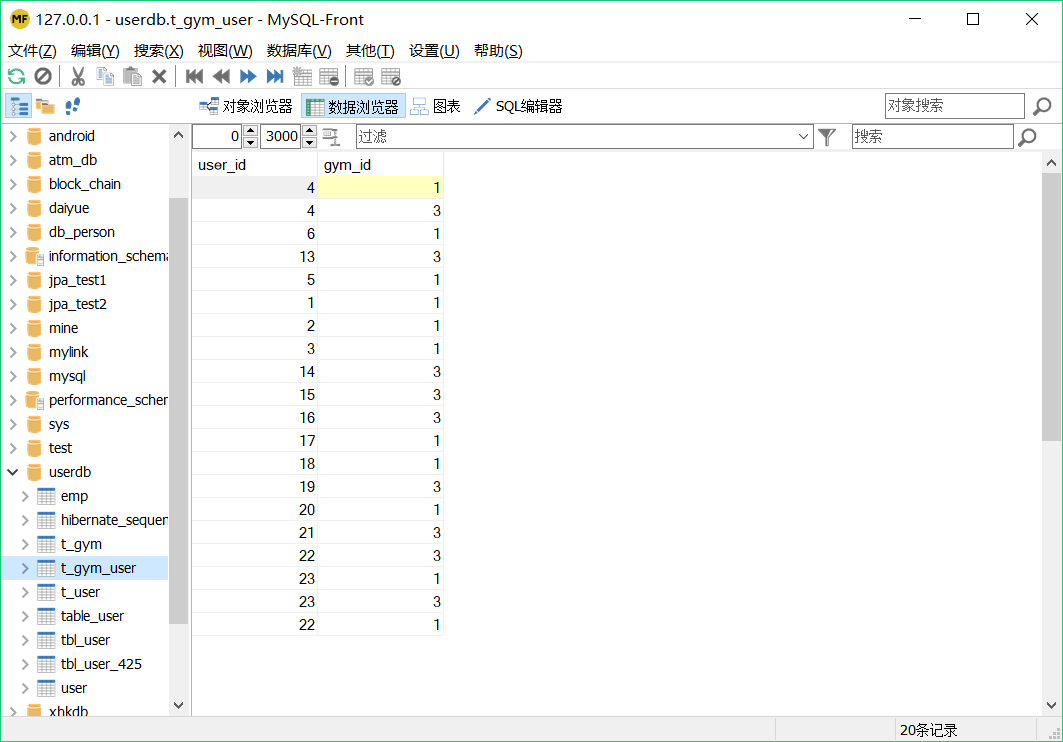 MF 127.0.0.1 - userdb.t_gym_user - MySQL-Front
文件(Z) 编辑(Y) 搜索(X) 视图(W) 数据库(V) 其他(T) 设置(U) 帮助(S)
对象浏览器 数据浏览器 图表 SQL编辑器 对象搜索
0 3000 过滤 搜索
android
atm_db
block_chain
daiyue
db_person
information_schema
jpa_test1
jpa_test2
mine
mylink
mysql
performance_scher
sys
test
userdb
emp
hibernate_sequen
t_gym
t_gym_user
t_user
table_user
tbl_user
tbl_user_425
user
xhkdb
user_id gym_id
4 1
4 3
6 1
13 3
5 1
1 1
2 1
3 1
14 3
15 3
16 3
17 1
18 1
19 3
20 1
21 3
22 3
23 1
23 3
22 1
20条记录